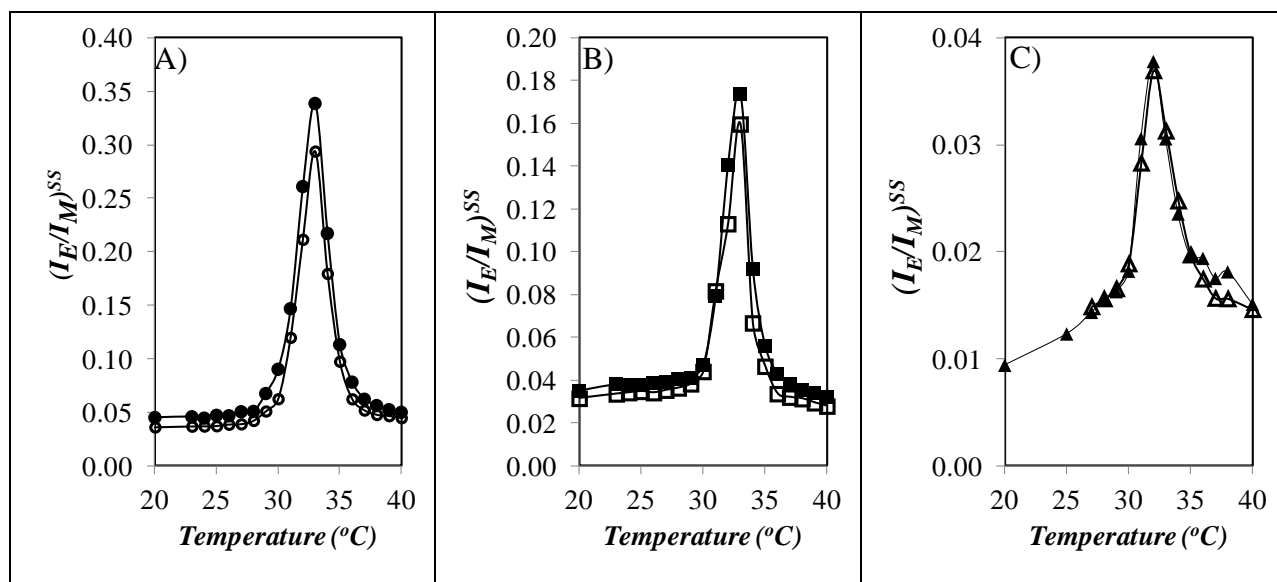 A)
(I_E/I_M)^SS
0.40
0.35
0.30
0.25
0.20
0.15
0.10
0.05
0.00
20 25 30 35 40
Temperature (°C)
B)
(I_E/I_M)^SS
0.20
0.18
0.16
0.14
0.12
0.10
0.08
0.06
0.04
0.02
0.00
20 25 30 35 40
Temperature (°C)
C)
(I_E/I_M)^SS
0.04
0.03
0.02
0.01
0.00
20 25 30 35 40
Temperature (°C)